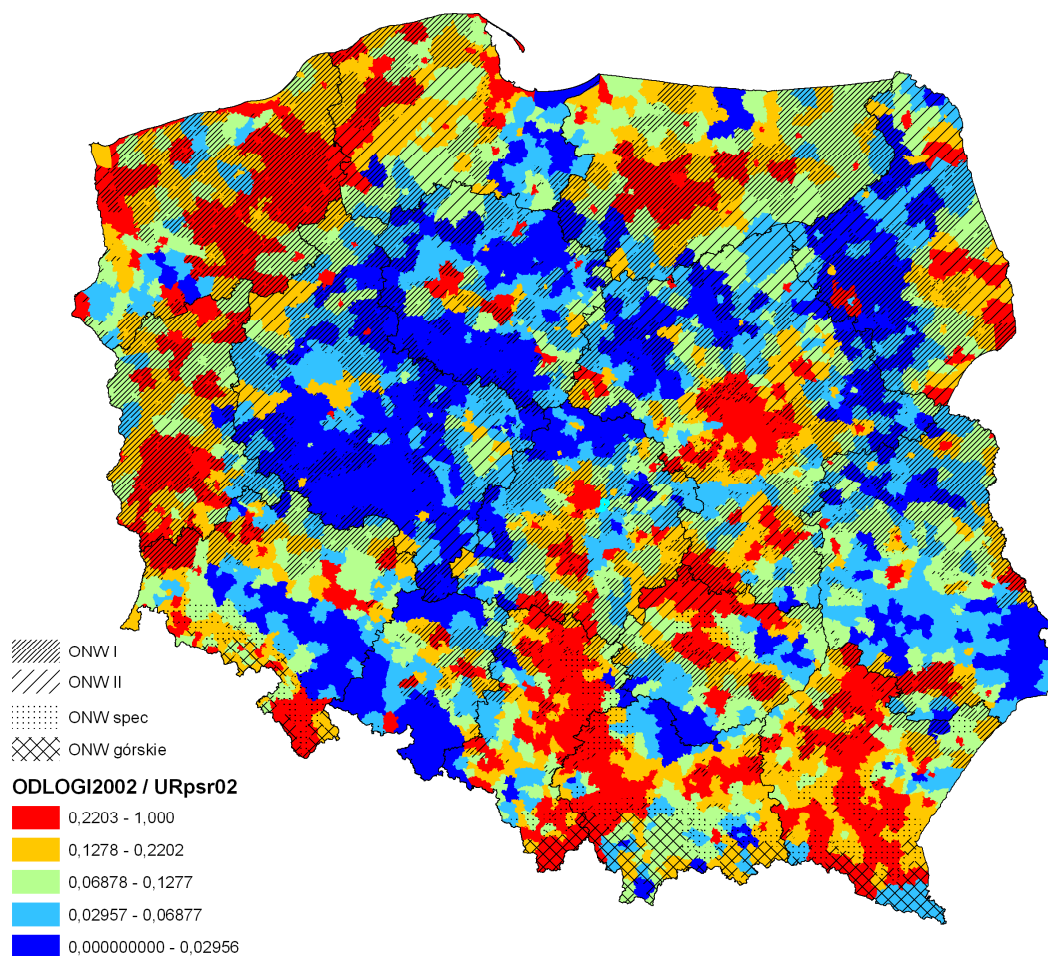 ONW I
ONW II
ONW spec
ONW górskie
ODLOGI2002 / URpsr02
0,2203 - 1,000
0,1278 - 0,2202
0,06878 - 0,1277
0,02957 - 0,06877
0,000000000 - 0,02956